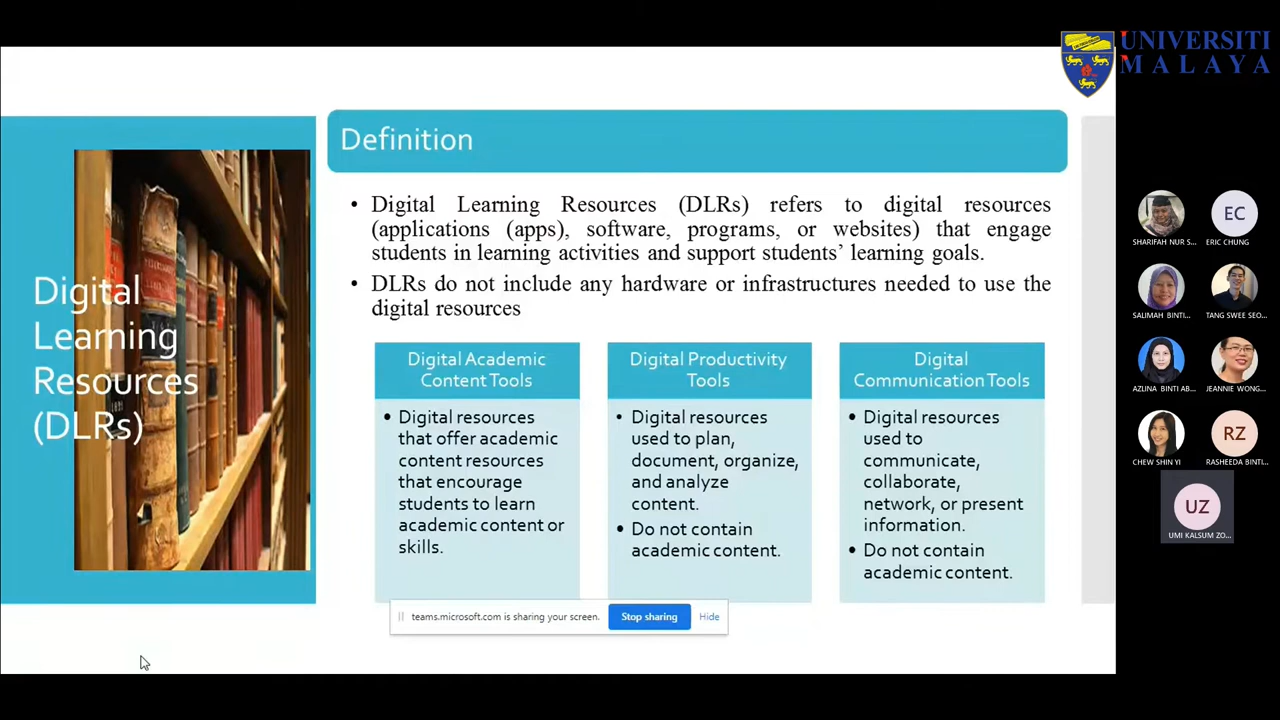 UNIVERSITI
MALAYA
Definition
• Digital Learning Resources (DLRs) refers to digital resources
(applications (apps), software, programs, or websites) that engage
students in learning activities and support students’ learning goals.
• DLRs do not include any hardware or infrastructures needed to use the
digital resources
Digital
Learning
Resources
(DLRs)
Digital Academic
Content Tools
• Digital resources
that offer academic
content resources
that encourage
students to learn
academic content or
skills.
Digital Productivity
Tools
• Digital resources
used to plan,
document, organize,
and analyze
content.
• Do not contain
academic content.
Digital
Communication Tools
• Digital resources
used to
communicate,
collaborate,
network, or present
information.
• Do not contain
academic content.
teams.microsoft.com is sharing your screen.
Stop sharing
Hide
SHARIFAH NUR S...
EC
ERIC CHUNG
SALIMAH BINTI...
TANG SWEE SEO...
AZLINA BINTI AB...
JEANNIE WONG...
CHEW SHIN YI
RZ
RASHEEDA BINTI...
UZ
UMI KALSUM ZO...